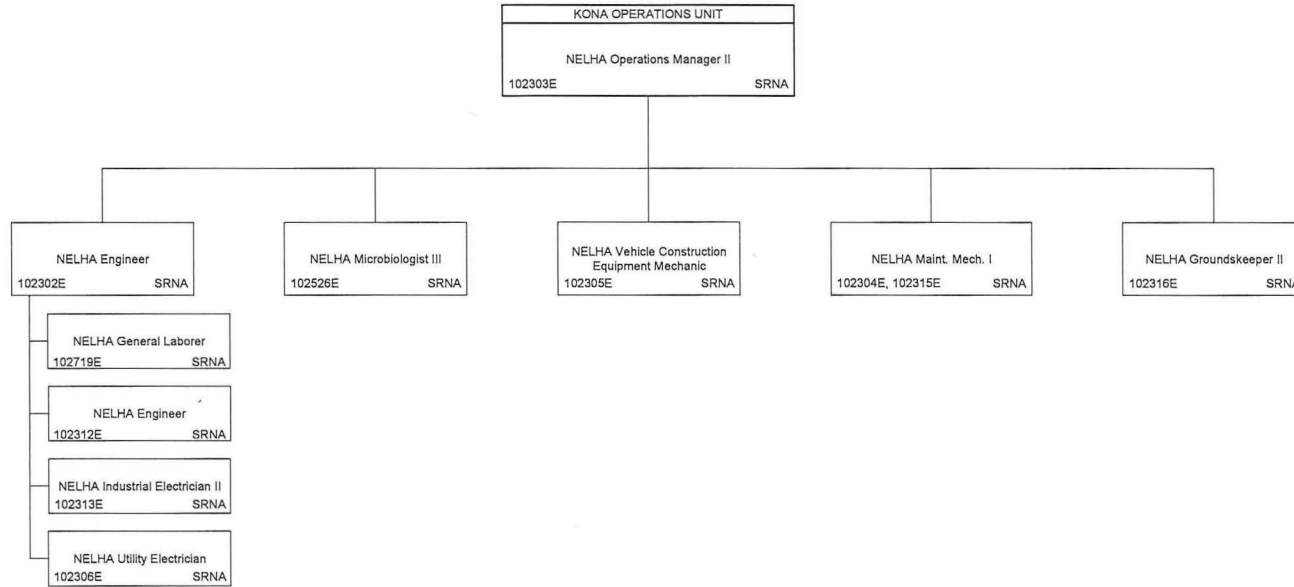 KONA OPERATIONS UNIT
NELHA Operations Manager II
102303E SRNA
NELHA Engineer
102302E SRNA
NELHA Microbiologist III
102526E SRNA
NELHA Vehicle Construction
Equipment Mechanic
102305E SRNA
NELHA Maint. Mech. I
102304E, 102315E SRNA
NELHA Groundskeeper II
102316E SRNA
NELHA General Laborer
102719E SRNA
NELHA Engineer
102312E SRNA
NELHA Industrial Electrician II
102313E SRNA
NELHA Utility Electrician
102306E SRNA